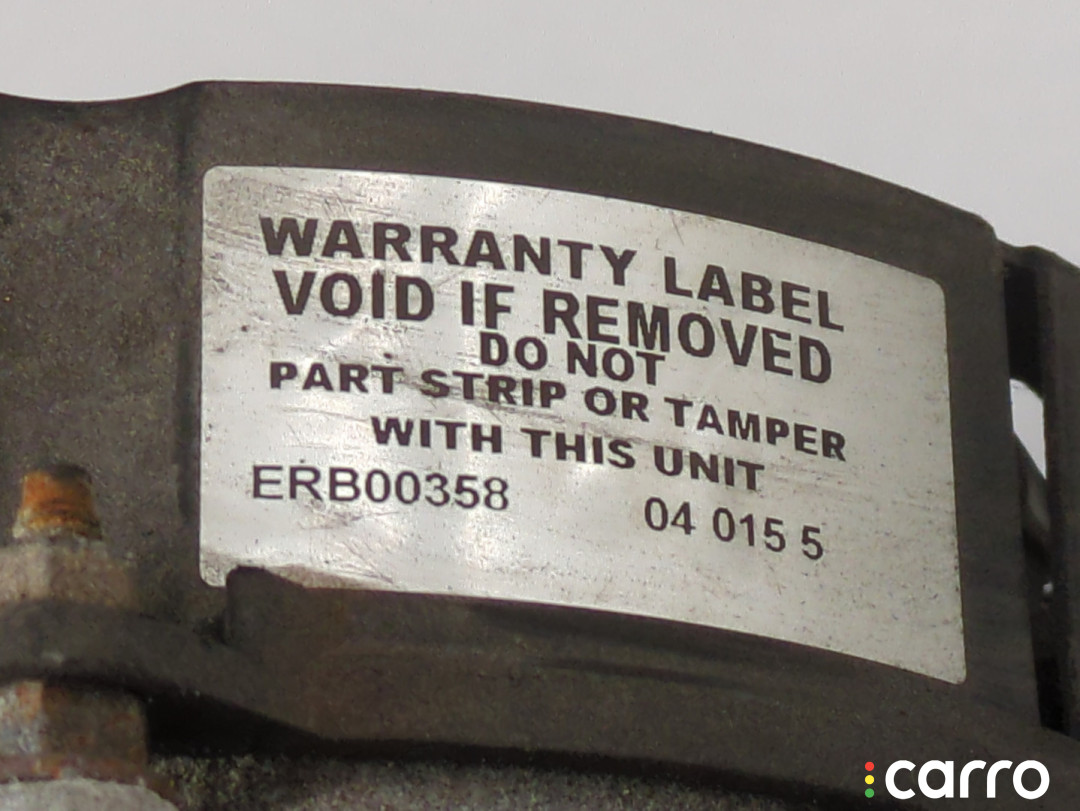 WARRANTY LABEL
VOID IF REMOVED
DO NOT
PART STRIP OR TAMPER
WITH THIS UNIT
ERB00358 04 015 5
carro